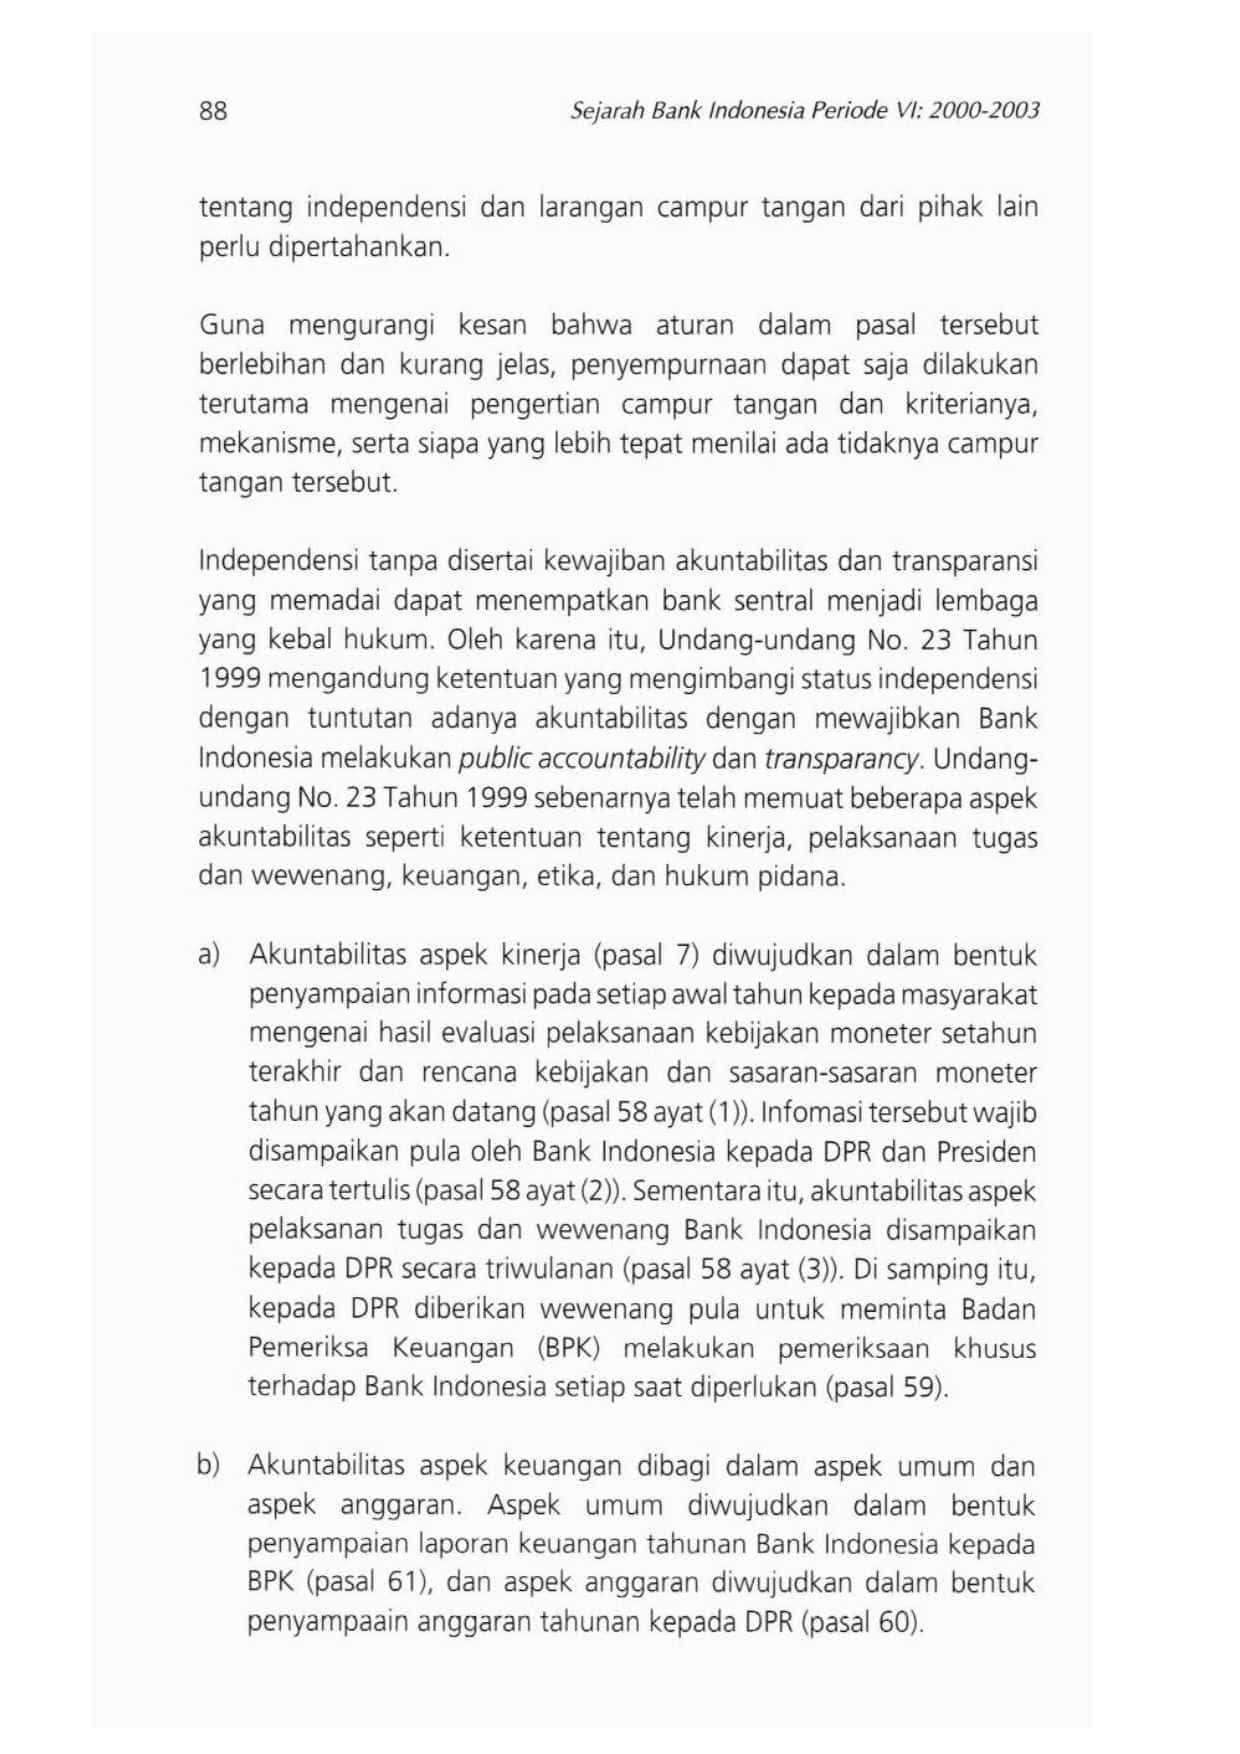 88
Sejarah Bank Indonesia Periode VI: 2000-2003
tentang independensi dan larangan campur tangan dari pihak lain
perlu dipertahankan.
Guna mengurangi kesan bahwa aturan dalam pasal tersebut
berlebihan dan kurang jelas, penyempurnaan dapat saja dilakukan
terutama mengenai pengertian campur tangan dan kriterianya,
mekanisme, serta siapa yang lebih tepat menilai ada tidaknya campur
tangan tersebut.
Independensi tanpa disertai kewajiban akuntabilitas dan transparansi
yang memadai dapat menempatkan bank sentral menjadi lembaga
yang kebal hukum. Oleh karena itu, Undang-undang No. 23 Tahun
1999 mengandung ketentuan yang mengimbangi status independensi
dengan tuntutan adanya akuntabilitas dengan mewajibkan Bank
Indonesia melakukan public accountability dan transparancy. Undang-
undang No. 23 Tahun 1999 sebenarnya telah memuat beberapa aspek
akuntabilitas seperti ketentuan tentang kinerja, pelaksanaan tugas
dan wewenang, keuangan, etika, dan hukum pidana.
a) Akuntabilitas aspek kinerja (pasal 7) diwujudkan dalam bentuk
penyampaian informasi pada setiap awal tahun kepada masyarakat
mengenai hasil evaluasi pelaksanaan kebijakan moneter setahun
terakhir dan rencana kebijakan dan sasaran-sasaran moneter
tahun yang akan datang (pasal 58 ayat (1)). Infomasi tersebut wajib
disampaikan pula oleh Bank Indonesia kepada DPR dan Presiden
secara tertulis (pasal 58 ayat (2)). Sementara itu, akuntabilitas aspek
pelaksanan tugas dan wewenang Bank Indonesia disampaikan
kepada DPR secara triwulanan (pasal 58 ayat (3)). Di samping itu,
kepada DPR diberikan wewenang pula untuk meminta Badan
Pemeriksa Keuangan (BPK) melakukan pemeriksaan khusus
terhadap Bank Indonesia setiap saat diperlukan (pasal 59).
b) Akuntabilitas aspek keuangan dibagi dalam aspek umum dan
aspek anggaran. Aspek umum diwujudkan dalam bentuk
penyampaian laporan keuangan tahunan Bank Indonesia kepada
BPK (pasal 61), dan aspek anggaran diwujudkan dalam bentuk
penyampaain anggaran tahunan kepada DPR (pasal 60).